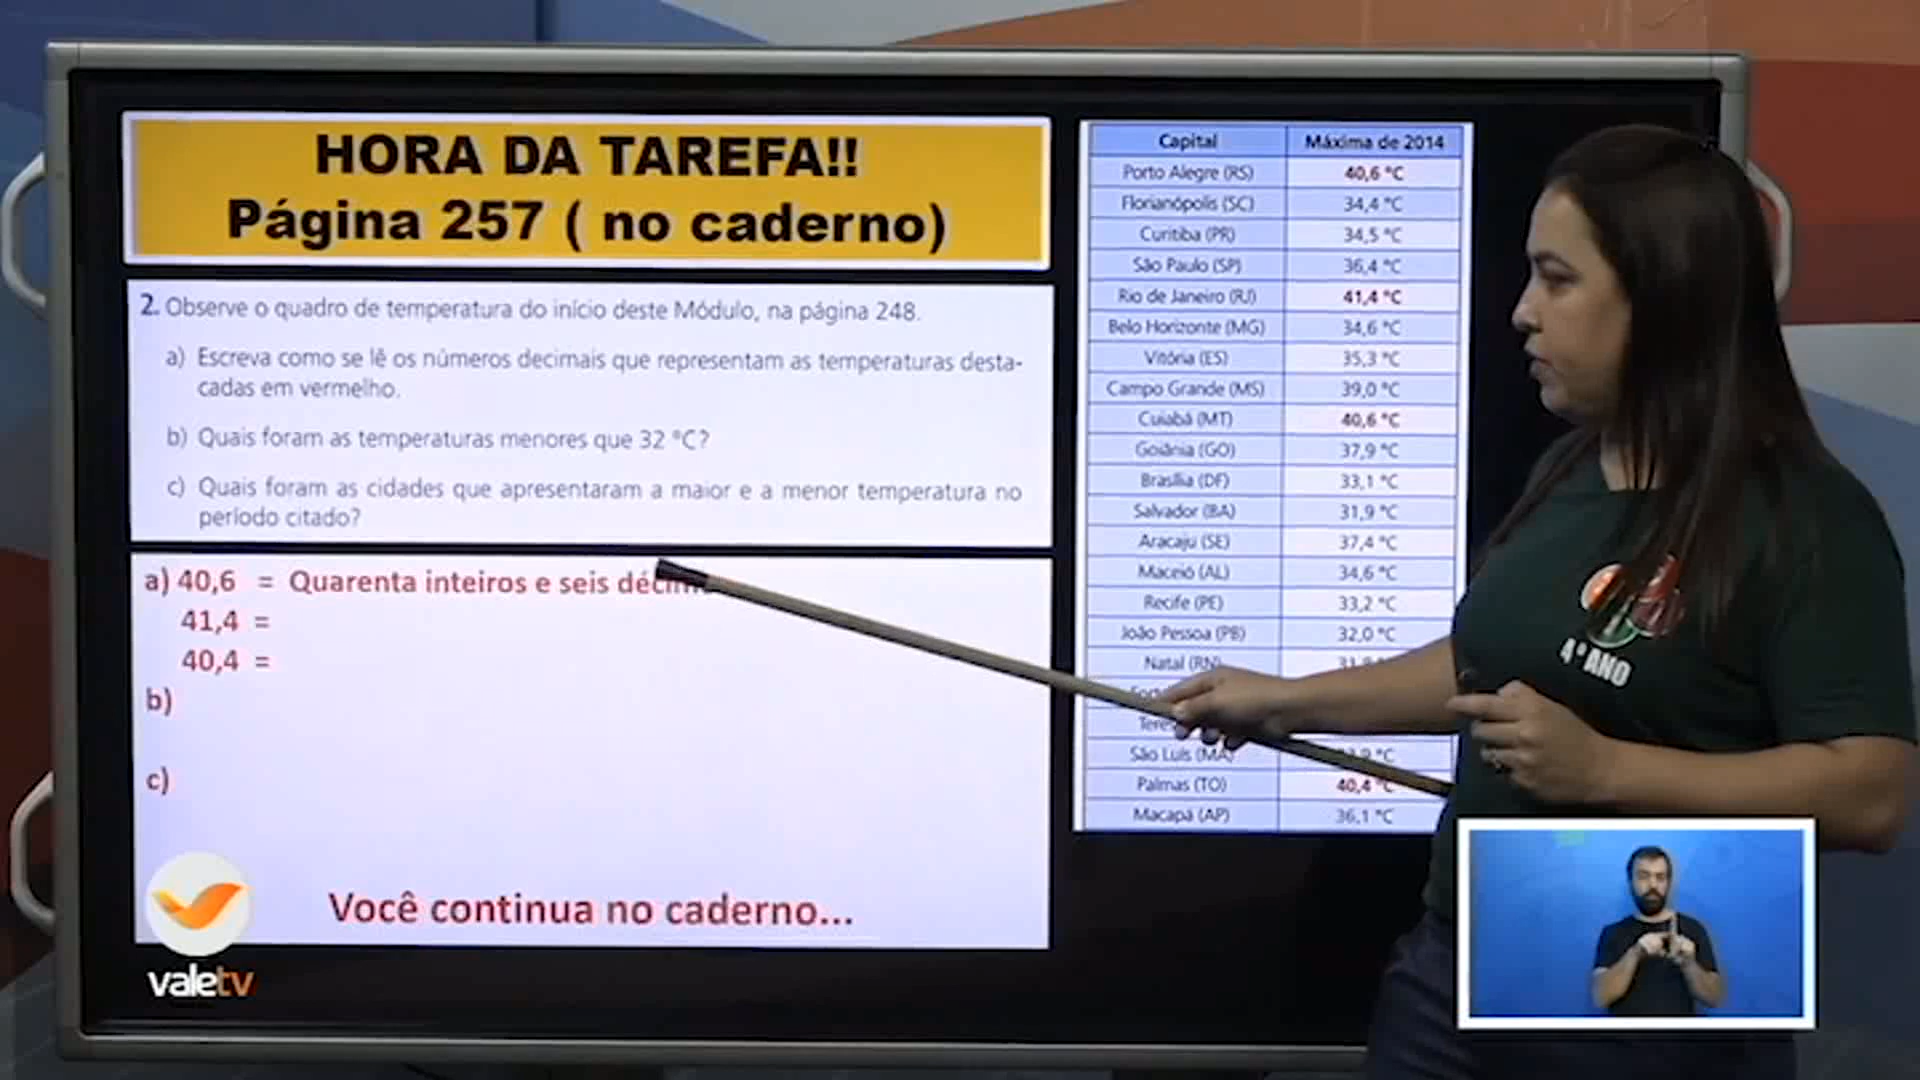 HORA DA TAREFA!!
Página 257 ( no caderno)
2. Observe o quadro de temperatura do início deste Módulo, na página 248.
a) Escreva como se lê os números decimais que representam as temperaturas desta-
cadas em vermelho.
b) Quais foram as temperaturas menores que 32 °C?
c) Quais foram as cidades que apresentaram a maior e a menor temperatura no
período citado?
a) 40,6 = Quarenta inteiros e seis
41,4 =
40,4 =
b)
c)
Você continua no caderno...
valetv
Capital Máxima de 2014
Porto Alegre (RS) 40,6 °C
Florianópolis (SC) 34,4 °C
Curitiba (PR) 34,5 °C
São Paulo (SP) 36,4 °C
Rio de Janeiro (RJ) 41,4 °C
Belo Horizonte (MG) 34,6 °C
Vitória (ES) 35,3 °C
Campo Grande (MS) 39,0 °C
Cuiabá (MT) 40,6 °C
Goiânia (GO) 37,9 °C
Brasília (DF) 33,1 °C
Salvador (BA) 31,9 °C
Aracaju (SE) 37,4 °C
Maceió (AL) 34,6 °C
Recife (PE) 33,2 °C
João Pessoa (PB) 32,0 °C
Natal (RN)
São Luís (MA)
Palmas (TO) 40,4 °C
Macapá (AP) 36,1 °C
4º ANO